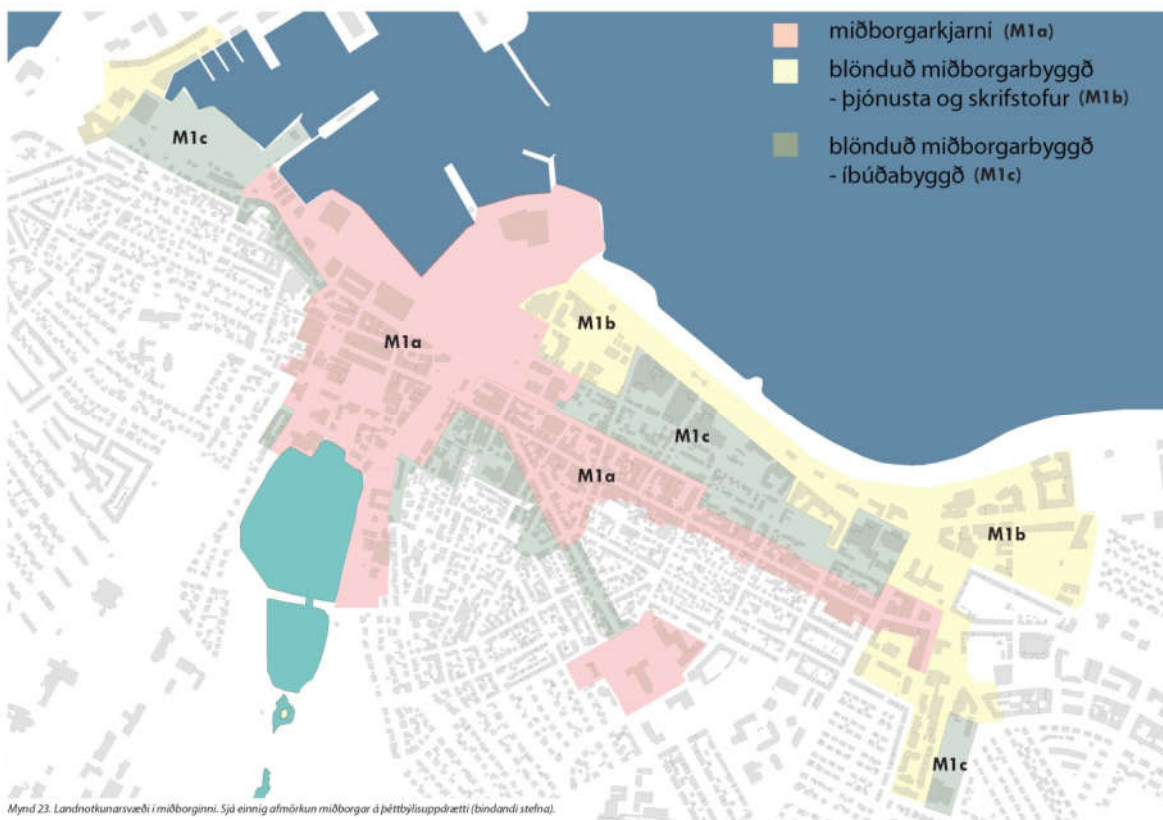 miðborgarkjarni (M1a)
blönduð miðborgarbyggð
- þjónusta og skrifstofur (M1b)
blönduð miðborgarbyggð
- íbúðabyggð (M1c)
M1c
M1b
M1a
M1c
M1a
M1b
M1c
Mynd 23. Landnotkunarsvæði í miðborginni. Sjá einnig afmörkun miðborgar á þéttbýlisuppdrætti (bindandi stefna).